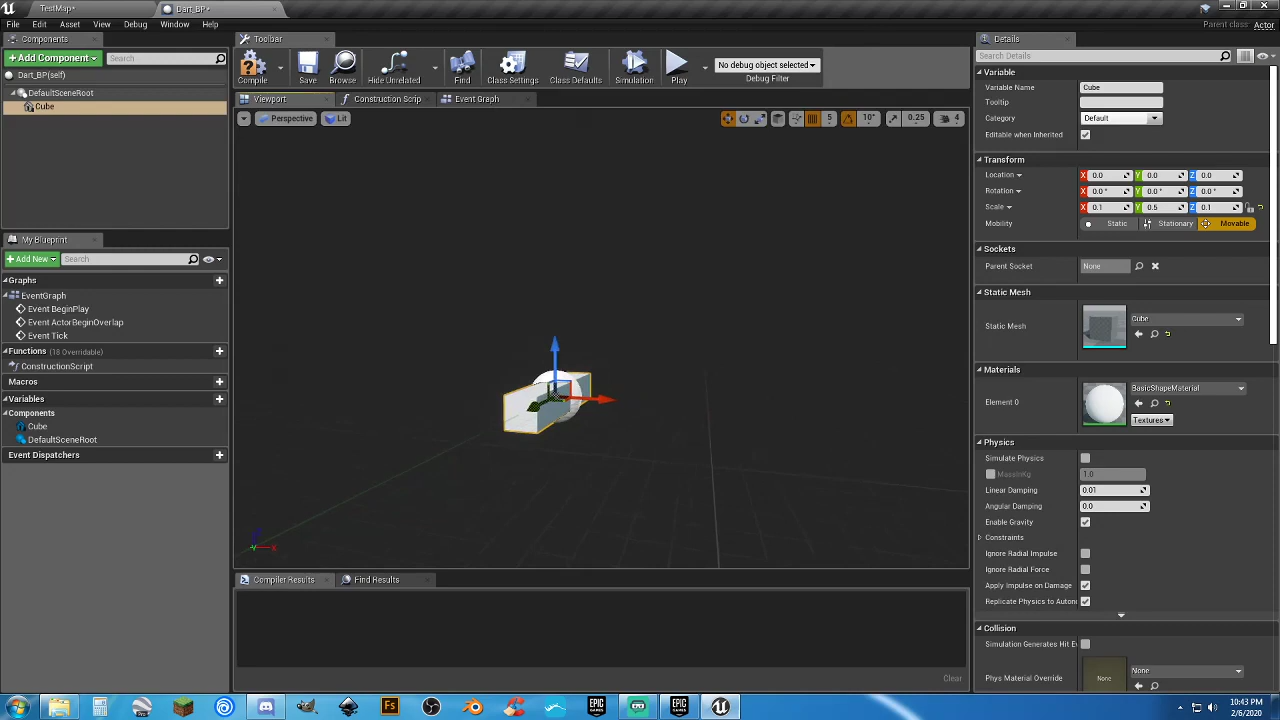 TestMap*
Dart_BP*
File Edit Asset View Debug Window Help
Parent class: Actor
Components
+Add Component
Search
Dart_BP(self)
DefaultSceneRoot
Cube
My Blueprint
+Add New
Search
Graphs
EventGraph
Event BeginPlay
Event ActorBeginOverlap
Event Tick
Functions (18 Overridable)
ConstructionScript
Macros
Variables
Components
Cube
DefaultSceneRoot
Event Dispatchers
Toolbar
Compile Save Browse Hide Unrelated Find Class Settings Class Defaults Simulation Play
No debug object selected
Debug Filter
Viewport Construction Scrip Event Graph
Perspective Lit 5 10° 0.25 4
X
Compiler Results Find Results
Clear
Details
Search Details
Variable
Variable Name Cube
Tooltip
Category Default
Editable when Inherited
Transform
Location X 0.0 Y 0.0 Z 0.0
Rotation X 0.0° Y 0.0° Z 0.0°
Scale X 0.1 Y 0.5 Z 0.1
Mobility Static Stationary Movable
Sockets
Parent Socket None
Static Mesh
Static Mesh Cube
Materials
Element 0 BasicShapeMaterial
Textures
Physics
Simulate Physics
MassInKg 1.0
Linear Damping 0.01
Angular Damping 0.0
Enable Gravity
Constraints
Ignore Radial Impulse
Ignore Radial Force
Apply Impulse on Damage
Replicate Physics to Auton
Collision
Simulation Generates Hit E
Phys Material Override None None
Pro Fs EPIC GAMES EPIC GAMES
10:43 PM
2/6/2020